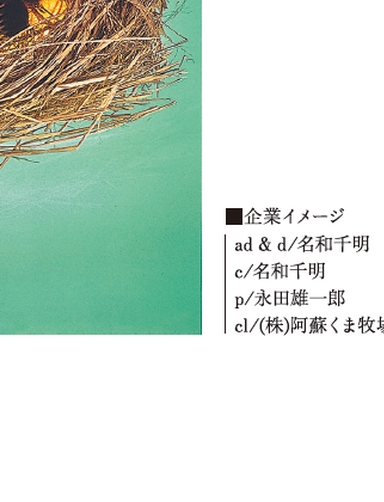 ■企業イメージ
ad & d/名和千明
c/名和千明
p/永田雄一郎
cl/(株)阿蘇くま牧場